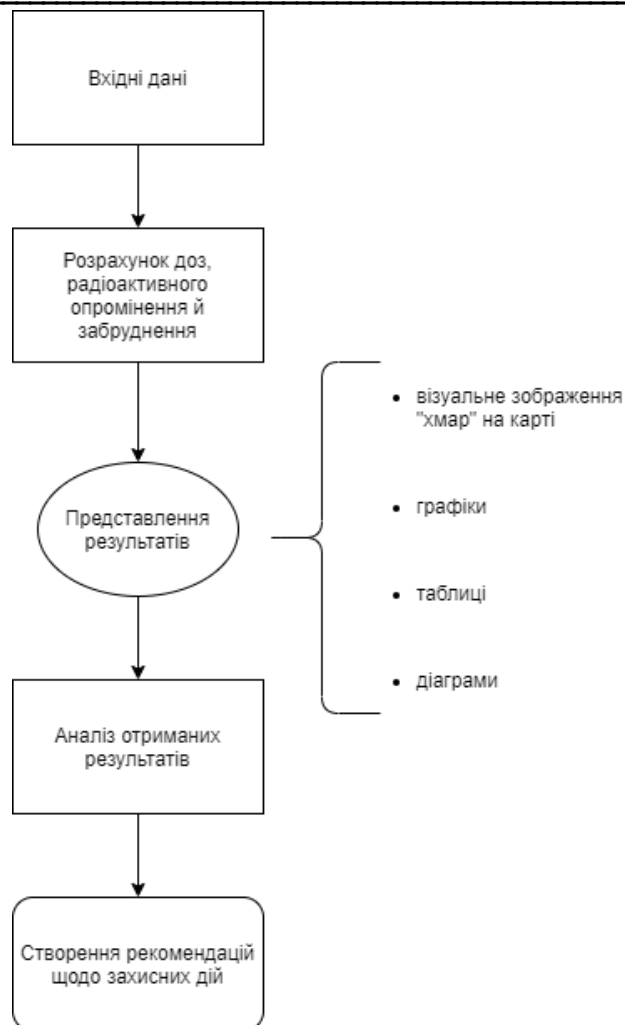 Вхідні дані
Розрахунок доз,
радіоактивного
опромінення й
забруднення
Представлення
результатів
• візуальне зображення
"хмар" на карті
• графіки
• таблиці
• діаграми
Аналіз отриманих
результатів
Створення рекомендацій
щодо захисних дій